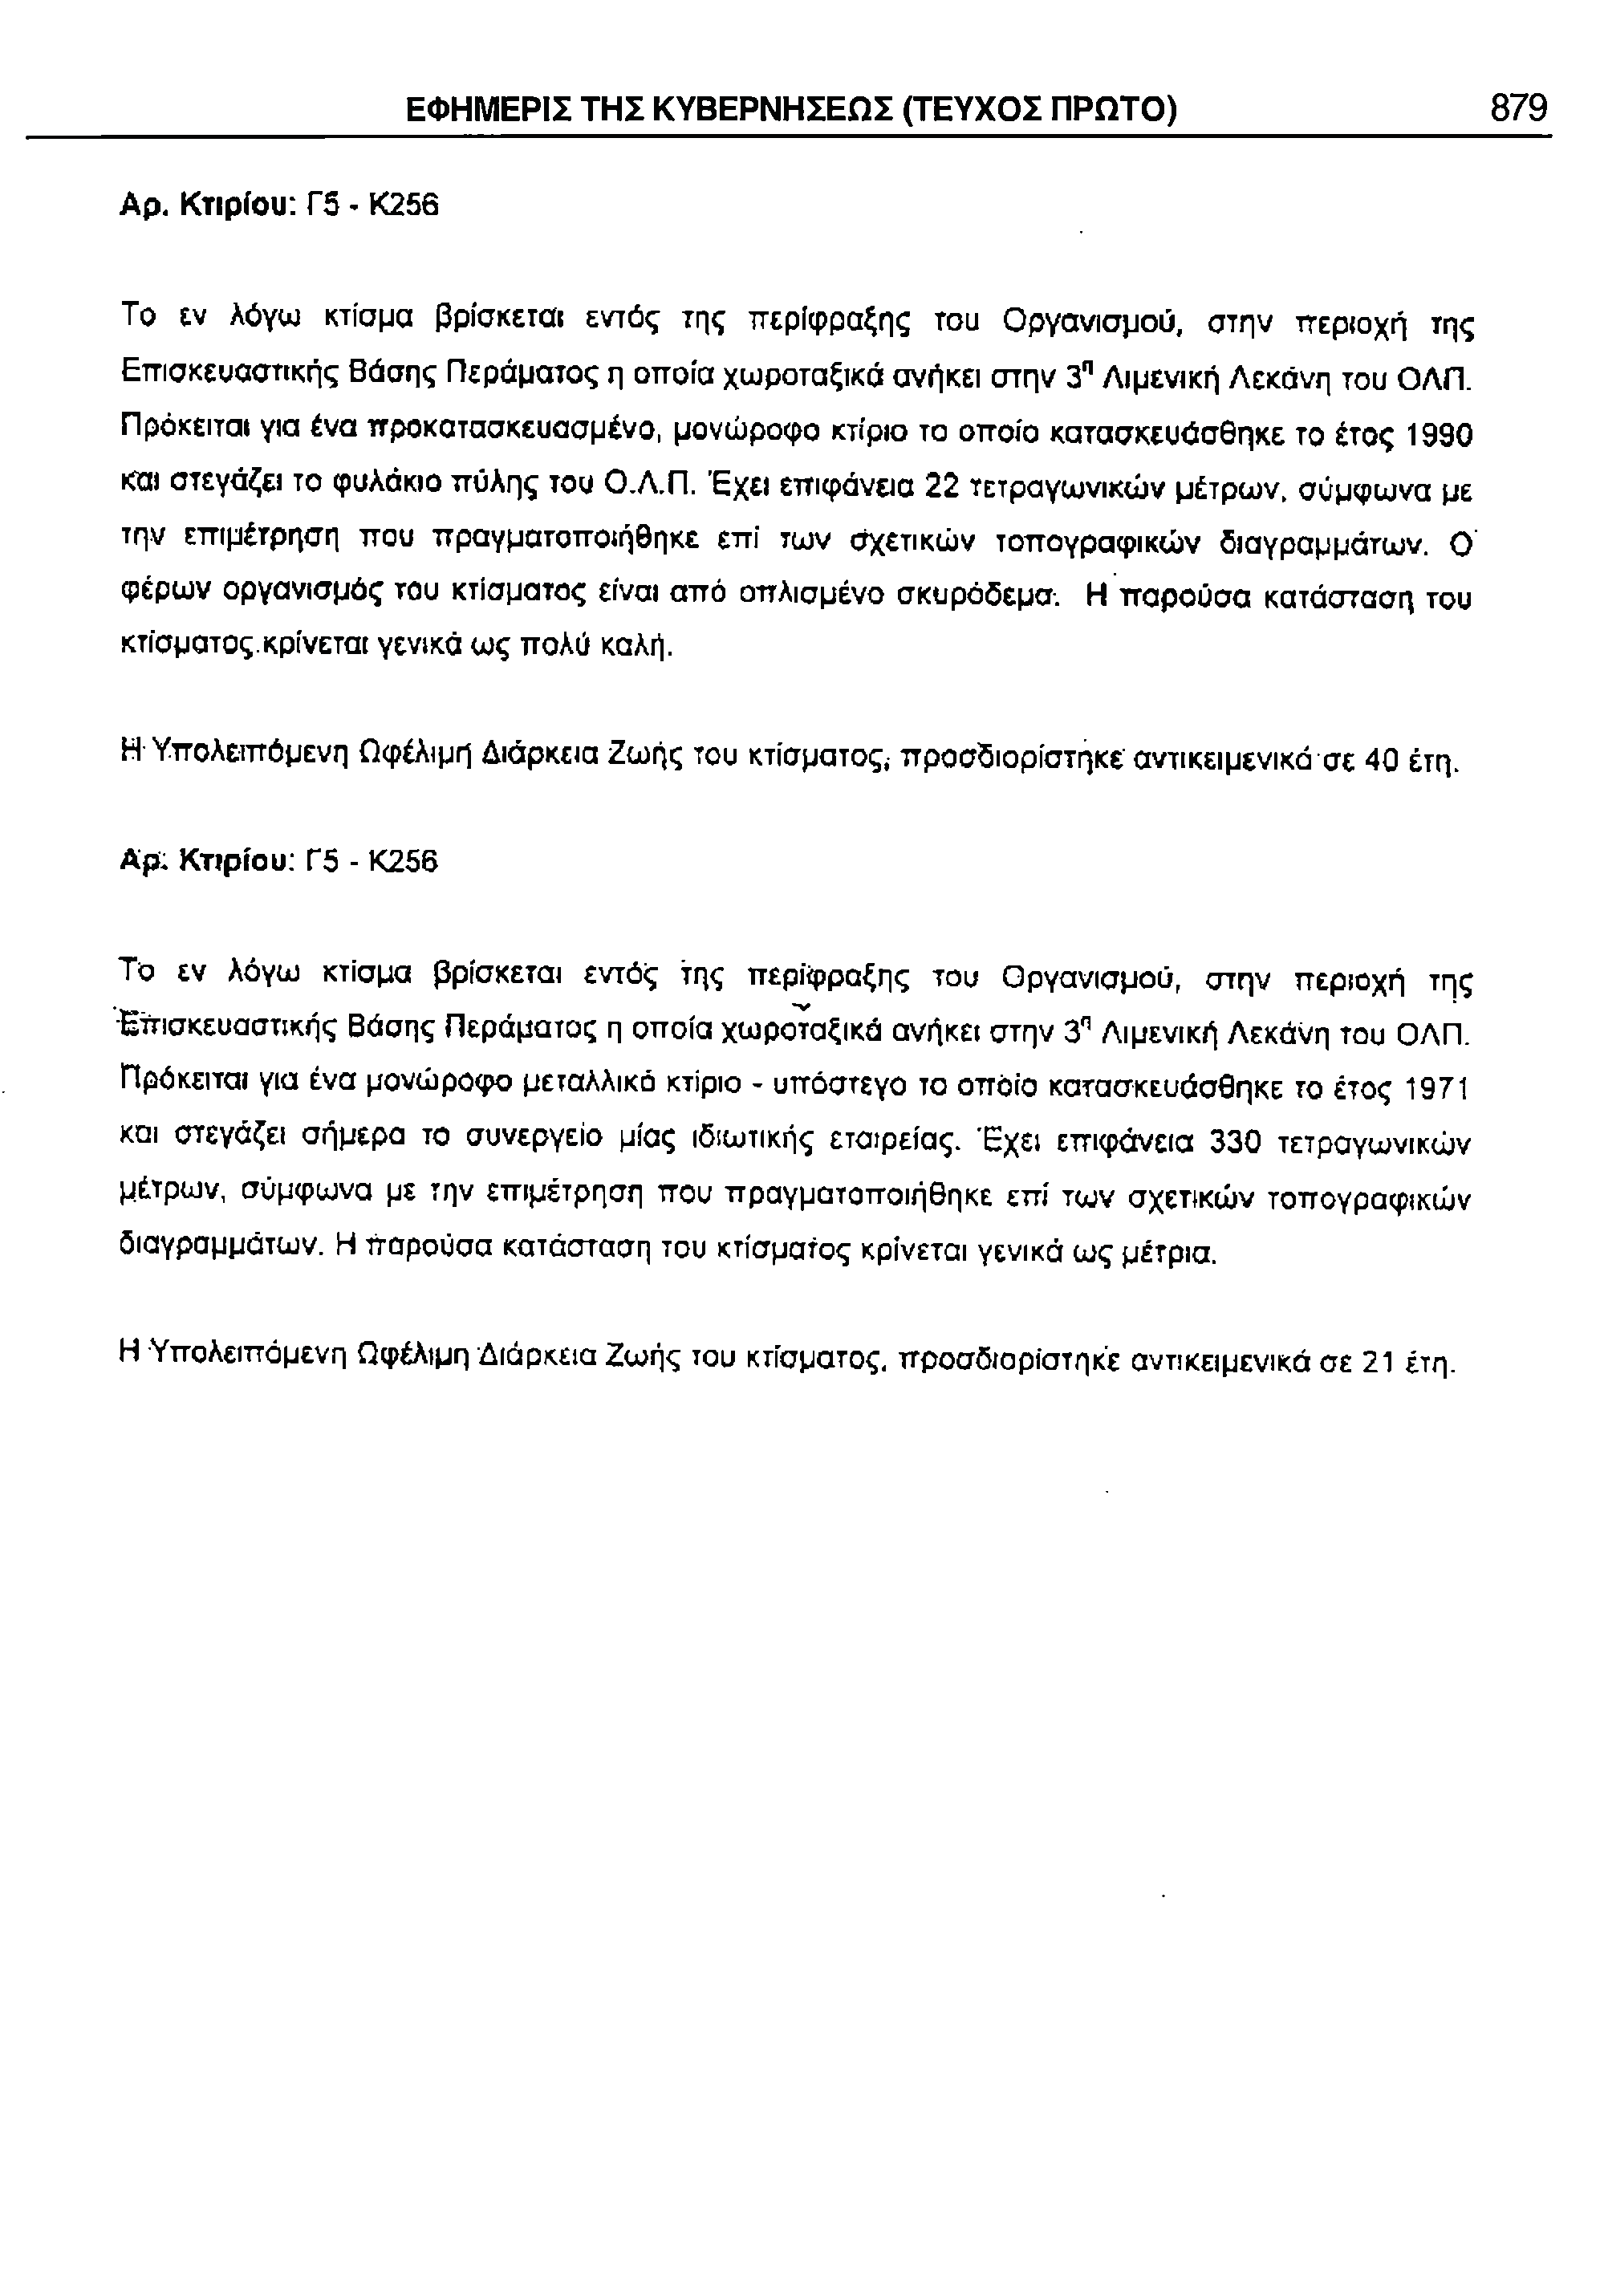 ΕΦΗΜΕΡΙΣ ΤΗΣ ΚΥΒΕΡΝΗΣΕΩΣ (ΤΕΥΧΟΣ ΠΡΩΤΟ) 879
Αρ. Κτιρίου: Γ5 - Κ256
Το εν λόγω κτίσμα βρίσκεται εντός της περίφραξης του Οργανισμού, στην περιοχή της
Επισκευαστικής Βάσης Περάματος η οποία χωροταξικά ανήκει στην 3η Λιμενική Λεκάνη του ΟΛΠ.
Πρόκειται για ένα προκατασκευασμένο, μονώροφο κτίριο το οποίο κατασκευάσθηκε το έτος 1990
και στεγάζει το φυλάκιο πύλης του Ο.Λ.Π. Έχει επιφάνεια 22 τετραγωνικών μέτρων, σύμφωνα με
την επιμέτρηση που πραγματοποιήθηκε επί των σχετικών τοπογραφικών διαγραμμάτων. Ο
φέρων οργανισμός του κτίσματος είναι από οπλισμένο σκυρόδεμα. Η παρούσα κατάσταση του
κτίσματος κρίνεται γενικά ως πολύ καλή.
Η Υπολειπόμενη Ωφέλιμη Διάρκεια Ζωής του κτίσματος, προσδιορίστηκε αντικειμενικά σε 40 έτη.
Αρ. Κτιρίου: Γ5 - Κ256
Το εν λόγω κτίσμα βρίσκεται εντός της περίφραξης του Οργανισμού, στην περιοχή της
Επισκευαστικής Βάσης Περάματος η οποία χωροταξικά ανήκει στην 3η Λιμενική Λεκάνη του ΟΛΠ.
Πρόκειται για ένα μονώροφο μεταλλικό κτίριο - υπόστεγο το οποίο κατασκευάσθηκε το έτος 1971
και στεγάζει σήμερα το συνεργείο μίας ιδιωτικής εταιρείας. Έχει επιφάνεια 330 τετραγωνικών
μέτρων, σύμφωνα με την επιμέτρηση που πραγματοποιήθηκε επί των σχετικών τοπογραφικών
διαγραμμάτων. Η παρούσα κατάσταση του κτίσματος κρίνεται γενικά ως μέτρια.
Η Υπολειπόμενη Ωφέλιμη Διάρκεια Ζωής του κτίσματος, προσδιορίστηκε αντικειμενικά σε 21 έτη.